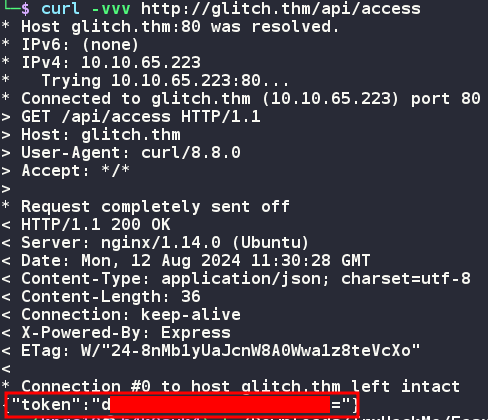 $ curl -vvv http://glitch.thm/api/access
* Host glitch.thm:80 was resolved.
* IPv6: (none)
* IPv4: 10.10.65.223
*   Trying 10.10.65.223:80...
* Connected to glitch.thm (10.10.65.223) port 80
> GET /api/access HTTP/1.1
> Host: glitch.thm
> User-Agent: curl/8.8.0
> Accept: */*
>
* Request completely sent off
< HTTP/1.1 200 OK
< Server: nginx/1.14.0 (Ubuntu)
< Date: Mon, 12 Aug 2024 11:30:28 GMT
< Content-Type: application/json; charset=utf-8
< Content-Length: 36
< Connection: keep-alive
< X-Powered-By: Express
< ETag: W/"24-8nMb1yUaJcnW8A0Wwa1z8teVcXo"
<
* Connection #0 to host glitch.thm left intact
{"token":"d ="}